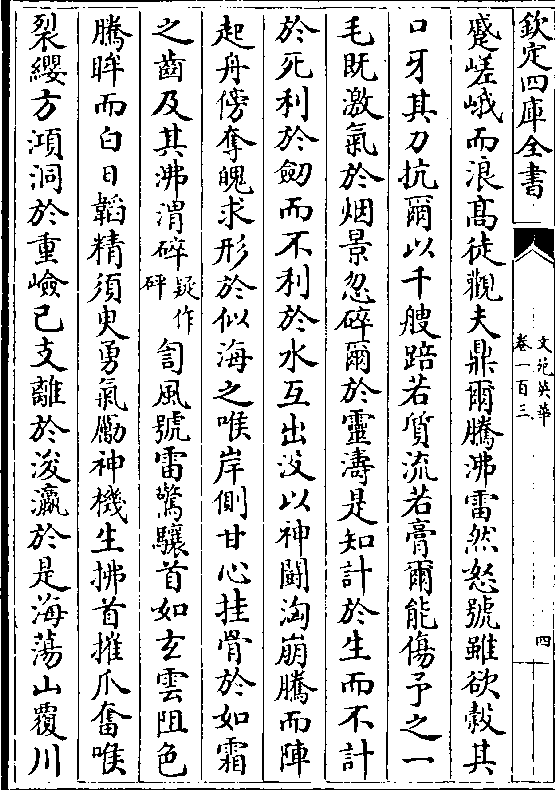 欽定四庫全書
文苑英華
卷一百三
四
蹙嵯峨而浪髙徒觀夫鼎爾騰沸雷然怒號雖欲殺其
口牙其刀抗爾以千艘踣若質流若膏爾能傷予之一
毛既激氣於烟景忽碎爾於靈濤是知計於生而不計
於死利於劒而不利於水互出没以神鬬淘崩騰而陣
起舟傍奪魄求形於似海之喉岸側甘心挂骨於如霜
之齒及其沸渭碎疑作砰訇風號雷驚驤首如玄雲阻色
騰眸而白日韜精須臾勇氣勵神機生拂首摧爪奮喉
裂纓方澒洞於重嶮已支離於浚瀛於是海蕩山覆川